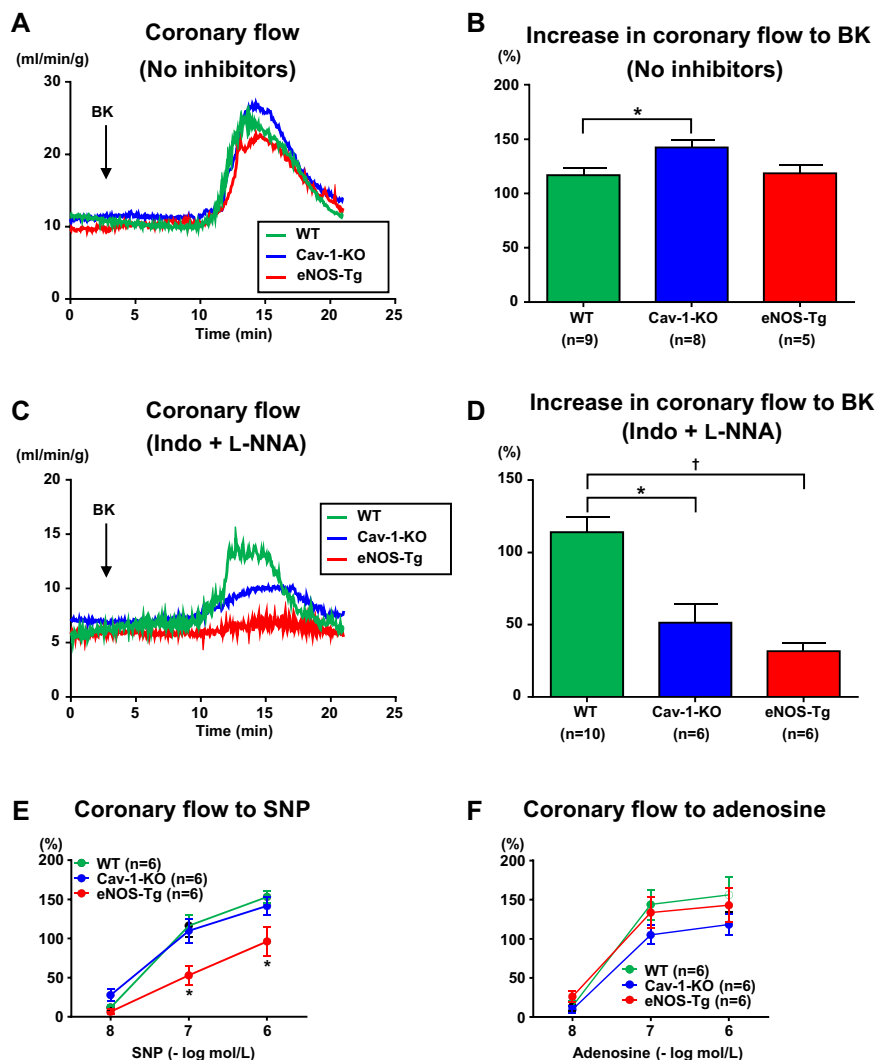 A
Coronary flow
(No inhibitors)
(ml/min/g)
30
20
10
0
BK
WT
Cav-1-KO
eNOS-Tg
0 5 10 15 20 25
Time (min)
B
Increase in coronary flow to BK
(No inhibitors)
(%)
200
150
100
50
0
*
WT Cav-1-KO eNOS-Tg
(n=9) (n=8) (n=5)
C
Coronary flow
(Indo + L-NNA)
(ml/min/g)
20
15
10
5
0
BK
WT
Cav-1-KO
eNOS-Tg
0 5 10 15 20 25
Time (min)
D
Increase in coronary flow to BK
(Indo + L-NNA)
(%)
150
100
50
0
†
*
WT Cav-1-KO eNOS-Tg
(n=10) (n=6) (n=6)
E
Coronary flow to SNP
(%)
200
150
100
50
0
WT (n=6)
Cav-1-KO (n=6)
eNOS-Tg (n=6)
*
*
8 7 6
SNP (- log mol/L)
F
Coronary flow to adenosine
(%)
200
150
100
50
0
WT (n=6)
Cav-1-KO (n=6)
eNOS-Tg (n=6)
8 7 6
Adenosine (- log mol/L)